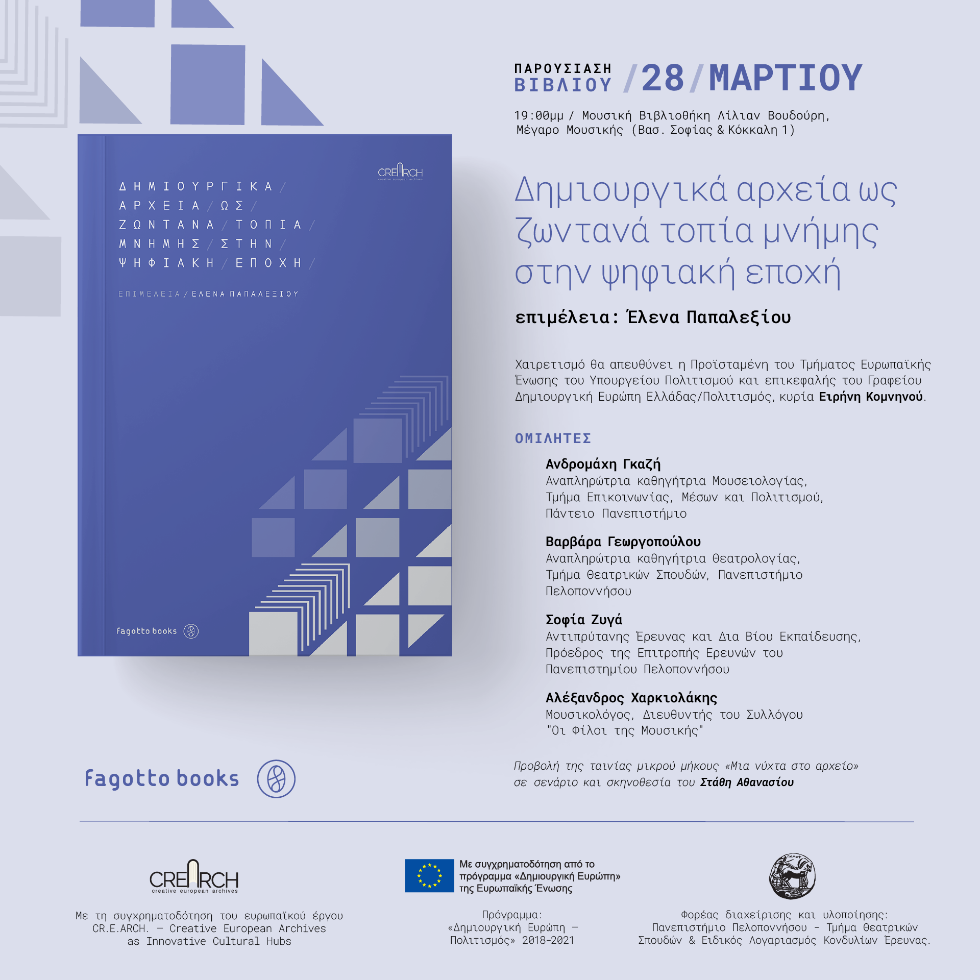 ΠΑΡΟΥΣΙΑΣΗ
ΒΙΒΛΙΟΥ /28/ΜΑΡΤΙΟΥ
19:00μμ / Μουσική Βιβλιοθήκη Λίλιαν Βουδούρη,
Μέγαρο Μουσικής (Βασ. Σοφίας & Κόκκαλη 1)
CREARCH
ΔΗΜΙΟΥΡΓΙΚΑ/
ΑΡΧΕΙΑ/ΩΣ/
ΖΩΝΤΑΝΑ/ΤΟΠΙΑ/
ΜΝΗΜΗΣ/ΣΤΗΝ/
ΨΗΦΙΑΚΗ/ΕΠΟΧΗ/
ΕΠΙΜΕΛΕΙΑ/ΕΛΕΝΑ ΠΑΠΑΛΕΞΙΟΥ
fagotto books
Δημιουργικά αρχεία ως
ζωντανά τοπία μνήμης
στην ψηφιακή εποχή
επιμέλεια: Έλενα Παπαλεξίου
Χαιρετισμό θα απευθύνει η Προϊσταμένη του Τμήματος Ευρωπαϊκής
Ένωσης του Υπουργείου Πολιτισμού και επικεφαλής του Γραφείου
Δημιουργική Ευρώπη Ελλάδας/Πολιτισμός, κυρία Ειρήνη Κομνηνού.
ΟΜΙΛΗΤΕΣ
Ανδρομάχη Γκαζή
Αναπληρώτρια καθηγήτρια Μουσειολογίας,
Τμήμα Επικοινωνίας, Μέσων και Πολιτισμού,
Πάντειο Πανεπιστήμιο
Βαρβάρα Γεωργοπούλου
Αναπληρώτρια καθηγήτρια Θεατρολογίας,
Τμήμα Θεατρικών Σπουδών, Πανεπιστήμιο
Πελοποννήσου
Σοφία Ζυγά
Αντιπρύτανης Έρευνας και Δια Βίου Εκπαίδευσης,
Πρόεδρος της Επιτροπής Ερευνών του
Πανεπιστημίου Πελοποννήσου
Αλέξανδρος Χαρκιολάκης
Μουσικολόγος, Διευθυντής του Συλλόγου
"Οι Φίλοι της Μουσικής"
Προβολή της ταινίας μικρού μήκους «Μια νύχτα στο αρχείο»
σε σενάριο και σκηνοθεσία του Στάθη Αθανασίου
fagotto books
CREARCH
creative european archives
Με τη συγχρηματοδότηση του ευρωπαϊκού έργου
CR.E.ARCH. – Creative European Archives
as Innovative Cultural Hubs
Με συγχρηματοδότηση από το
πρόγραμμα «Δημιουργική Ευρώπη»
της Ευρωπαϊκής Ένωσης
Πρόγραμμα:
«Δημιουργική Ευρώπη –
Πολιτισμός» 2018-2021
Φορέας διαχείρισης και υλοποίησης:
Πανεπιστήμιο Πελοποννήσου - Τμήμα Θεατρικών
Σπουδών & Ειδικός Λογαριασμός Κονδυλίων Έρευνας.